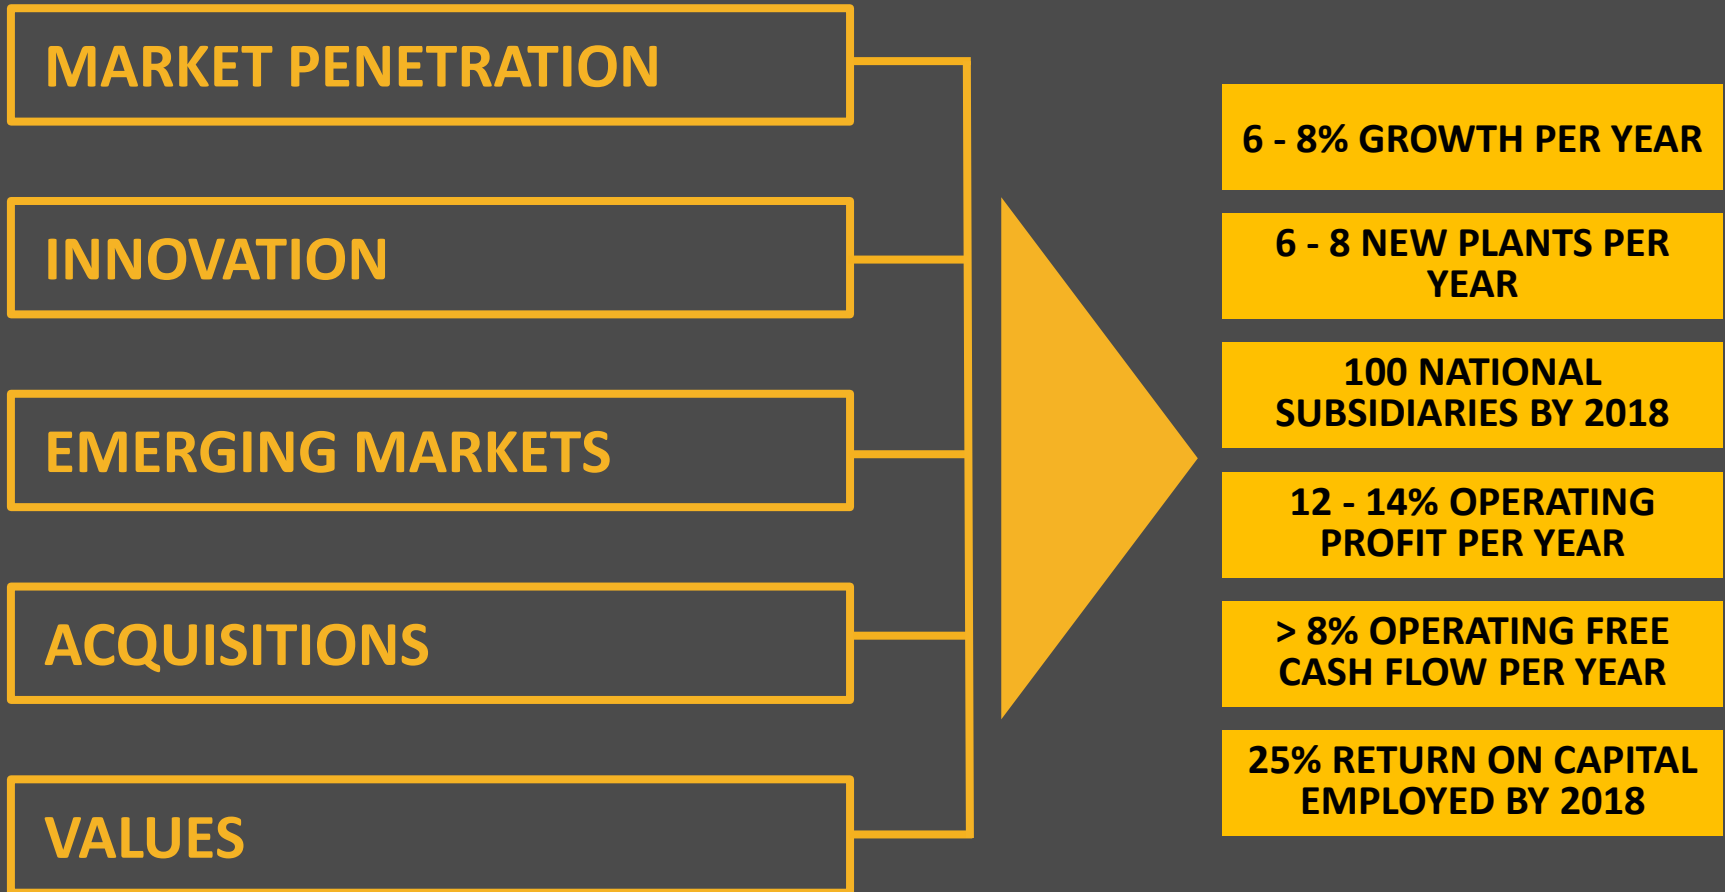 MARKET PENETRATION
INNOVATION
EMERGING MARKETS
ACQUISITIONS
VALUES
6 - 8% GROWTH PER YEAR
6 - 8 NEW PLANTS PER
YEAR
100 NATIONAL
SUBSIDIARIES BY 2018
12 - 14% OPERATING
PROFIT PER YEAR
> 8% OPERATING FREE
CASH FLOW PER YEAR
25% RETURN ON CAPITAL
EMPLOYED BY 2018